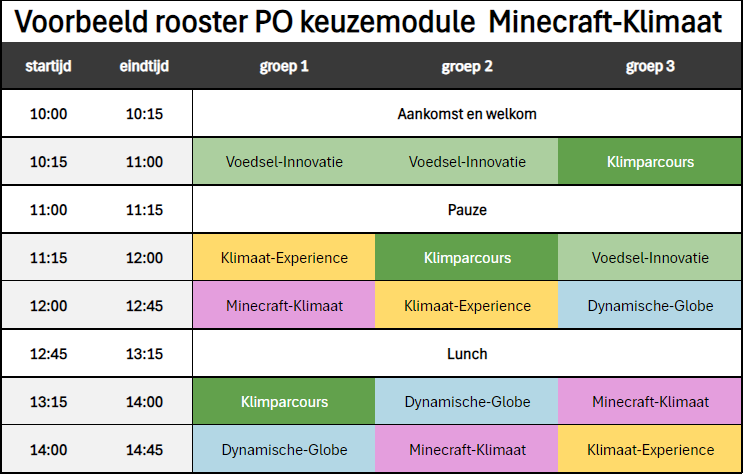 Voorbeeld rooster PO keuzemodule Minecraft-Klimaat
startijd eindtijd groep 1 groep 2 groep 3
10:00 10:15 Aankomst en welkom
10:15 11:00 Voedsel-Innovatie Voedsel-Innovatie Klimparcours
11:00 11:15 Pauze
11:15 12:00 Klimaat-Experience Klimparcours Voedsel-Innovatie
12:00 12:45 Minecraft-Klimaat Klimaat-Experience Dynamische-Globe
12:45 13:15 Lunch
13:15 14:00 Klimparcours Dynamische-Globe Minecraft-Klimaat
14:00 14:45 Dynamische-Globe Minecraft-Klimaat Klimaat-Experience